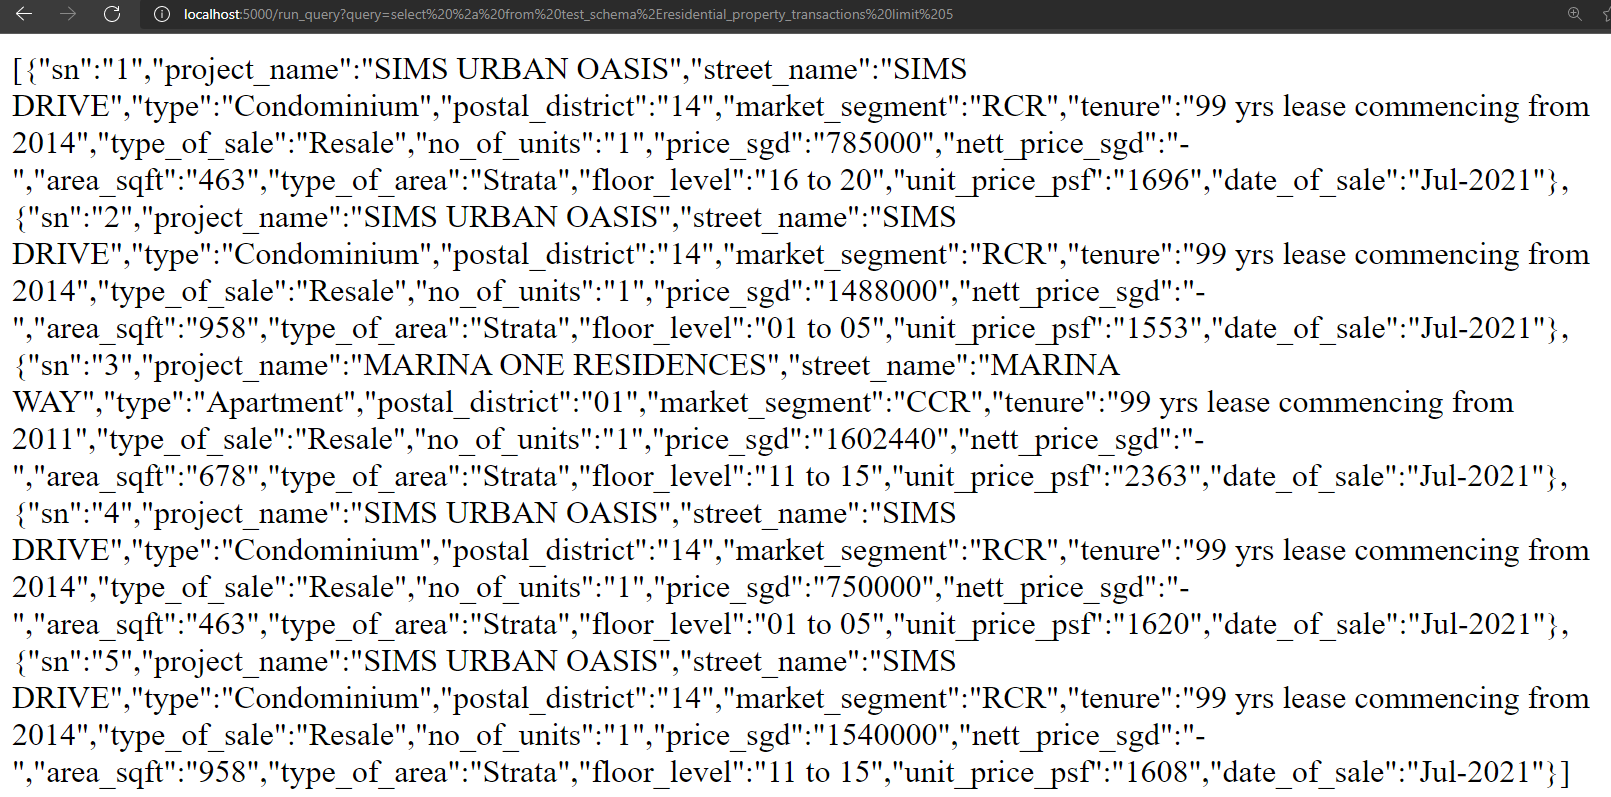 localhost:5000/run_query?query=select%20%2a%20from%20test_schema%2Eresidential_property_transactions%20limit%205
[{"sn":"1","project_name":"SIMS URBAN OASIS","street_name":"SIMS
DRIVE","type":"Condominium","postal_district":"14","market_segment":"RCR","tenure":"99 yrs lease commencing from
2014","type_of_sale":"Resale","no_of_units":"1","price_sgd":"785000","nett_price_sgd":"-
","area_sqft":"463","type_of_area":"Strata","floor_level":"16 to 20","unit_price_psf":"1696","date_of_sale":"Jul-2021"},
{"sn":"2","project_name":"SIMS URBAN OASIS","street_name":"SIMS
DRIVE","type":"Condominium","postal_district":"14","market_segment":"RCR","tenure":"99 yrs lease commencing from
2014","type_of_sale":"Resale","no_of_units":"1","price_sgd":"1488000","nett_price_sgd":"-
","area_sqft":"958","type_of_area":"Strata","floor_level":"01 to 05","unit_price_psf":"1553","date_of_sale":"Jul-2021"},
{"sn":"3","project_name":"MARINA ONE RESIDENCES","street_name":"MARINA
WAY","type":"Apartment","postal_district":"01","market_segment":"CCR","tenure":"99 yrs lease commencing from
2011","type_of_sale":"Resale","no_of_units":"1","price_sgd":"1602440","nett_price_sgd":"-
","area_sqft":"678","type_of_area":"Strata","floor_level":"11 to 15","unit_price_psf":"2363","date_of_sale":"Jul-2021"},
{"sn":"4","project_name":"SIMS URBAN OASIS","street_name":"SIMS
DRIVE","type":"Condominium","postal_district":"14","market_segment":"RCR","tenure":"99 yrs lease commencing from
2014","type_of_sale":"Resale","no_of_units":"1","price_sgd":"750000","nett_price_sgd":"-
","area_sqft":"463","type_of_area":"Strata","floor_level":"01 to 05","unit_price_psf":"1620","date_of_sale":"Jul-2021"},
{"sn":"5","project_name":"SIMS URBAN OASIS","street_name":"SIMS
DRIVE","type":"Condominium","postal_district":"14","market_segment":"RCR","tenure":"99 yrs lease commencing from
2014","type_of_sale":"Resale","no_of_units":"1","price_sgd":"1540000","nett_price_sgd":"-
","area_sqft":"958","type_of_area":"Strata","floor_level":"11 to 15","unit_price_psf":"1608","date_of_sale":"Jul-2021"}]